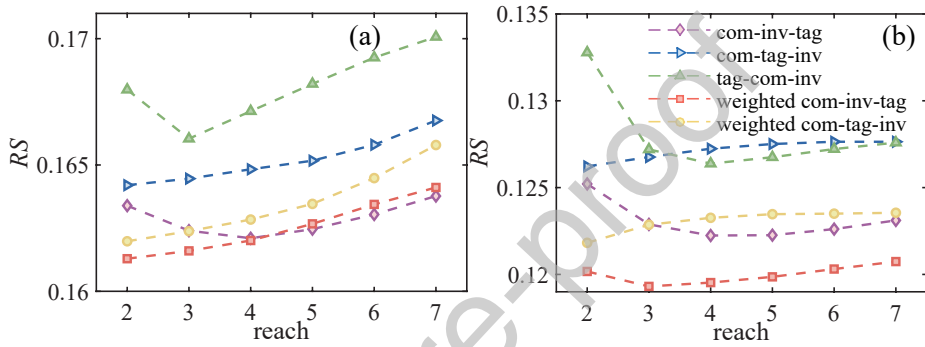 (a)
RS
0.17
0.165
0.16
2 3 4 5 6 7
reach
(b)
RS
0.135
0.13
0.125
0.12
com-inv-tag
com-tag-inv
tag-com-inv
weighted com-inv-tag
weighted com-tag-inv
2 3 4 5 6 7
reach
re-proof